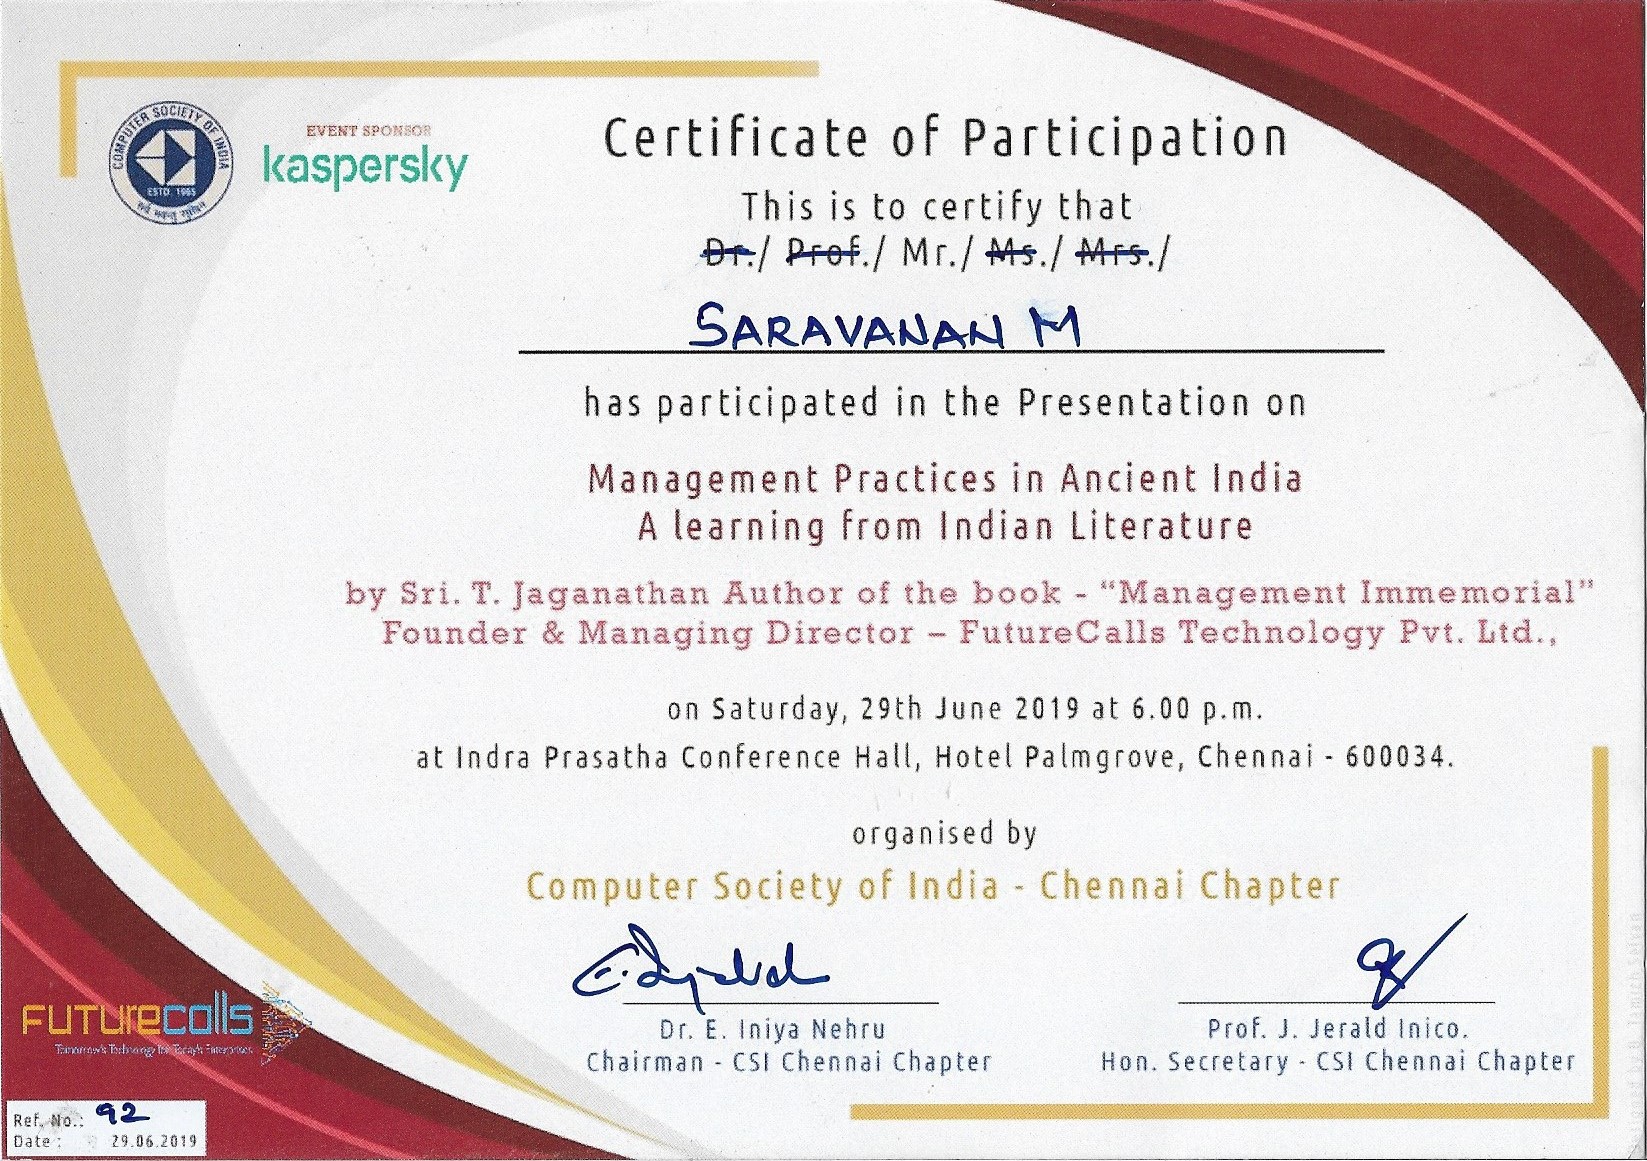 COMPUTER SOCIETY OF INDIA
ESTD. 1965
EVENT SPONSOR
kaspersky
Certificate of Participation
This is to certify that
Dr./ Prof./ Mr./ Ms./ Mrs./
SARAVANAN M
has participated in the Presentation on
Management Practices in Ancient India
A learning from Indian Literature
by Sri. T. Jaganathan Author of the book - “Management Immemorial”
Founder & Managing Director – FutureCalls Technology Pvt. Ltd.,
on Saturday, 29th June 2019 at 6.00 p.m.
at Indra Prasatha Conference Hall, Hotel Palmgrove, Chennai - 600034.
organised by
Computer Society of India - Chennai Chapter
Dr. E. Iniya Nehru
Chairman - CSI Chennai Chapter
Prof. J. Jerald Inico.
Hon. Secretary - CSI Chennai Chapter
FUTUrecalls
Tomorrow's Technology for Today's Enterprises
Ref. No.: 92
Date : 29.06.2019